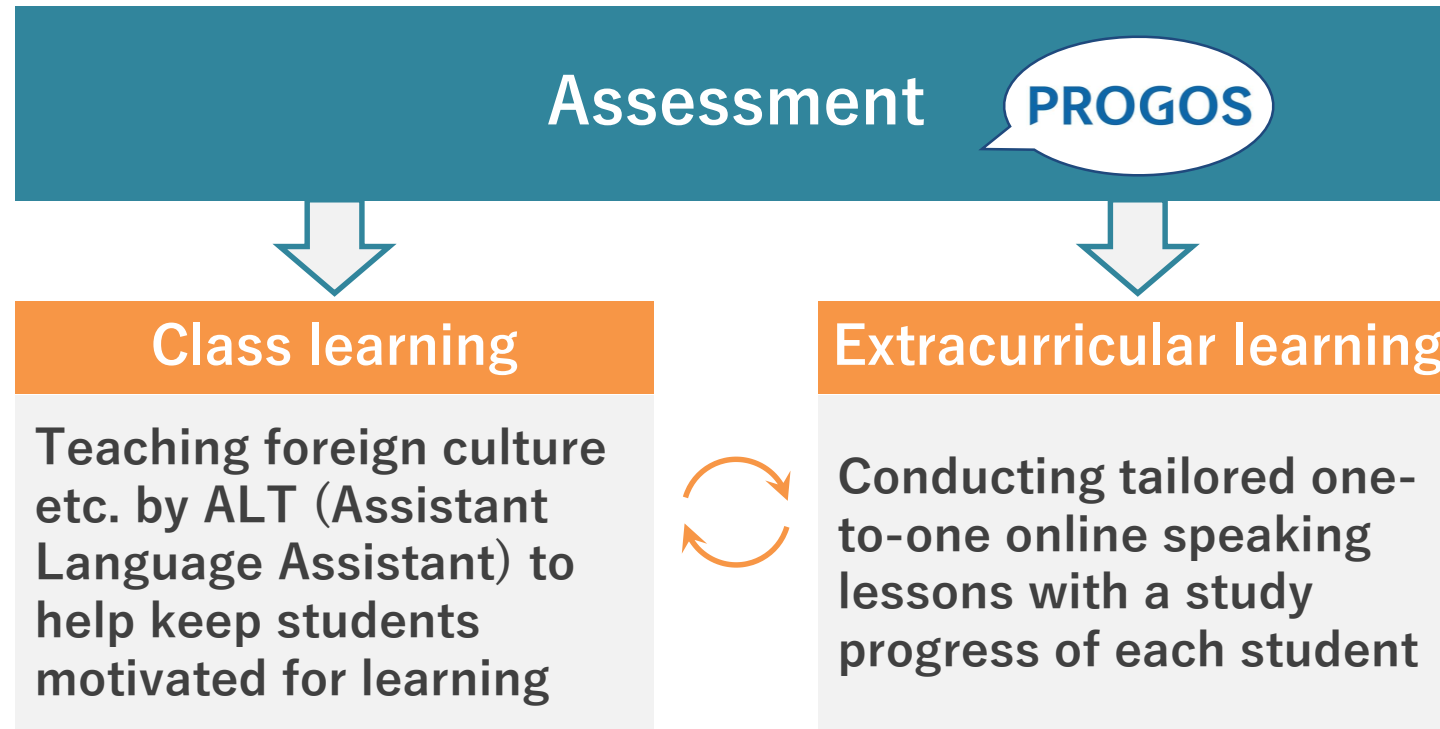 Assessment PROGOS
Class learning
Teaching foreign culture
etc. by ALT (Assistant
Language Assistant) to
help keep students
motivated for learning
Extracurricular learning
Conducting tailored one-
to-one online speaking
lessons with a study
progress of each student